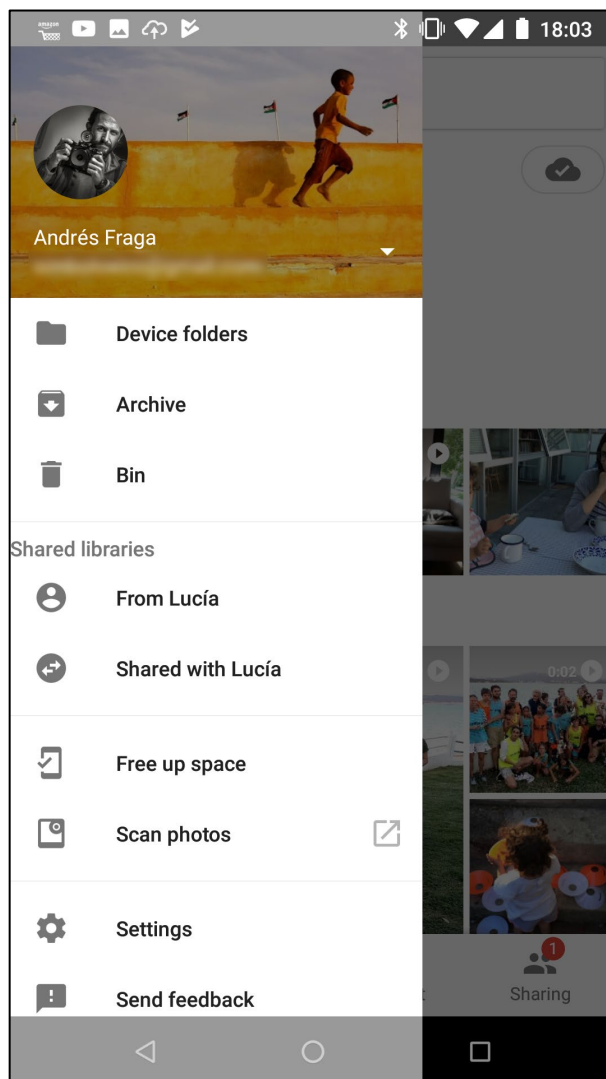 amazon
18:03
Andrés Fraga
Device folders
Archive
Bin
Shared libraries
From Lucía
Shared with Lucía
0:02
Free up space
Scan photos
Settings
1
Sharing
Send feedback